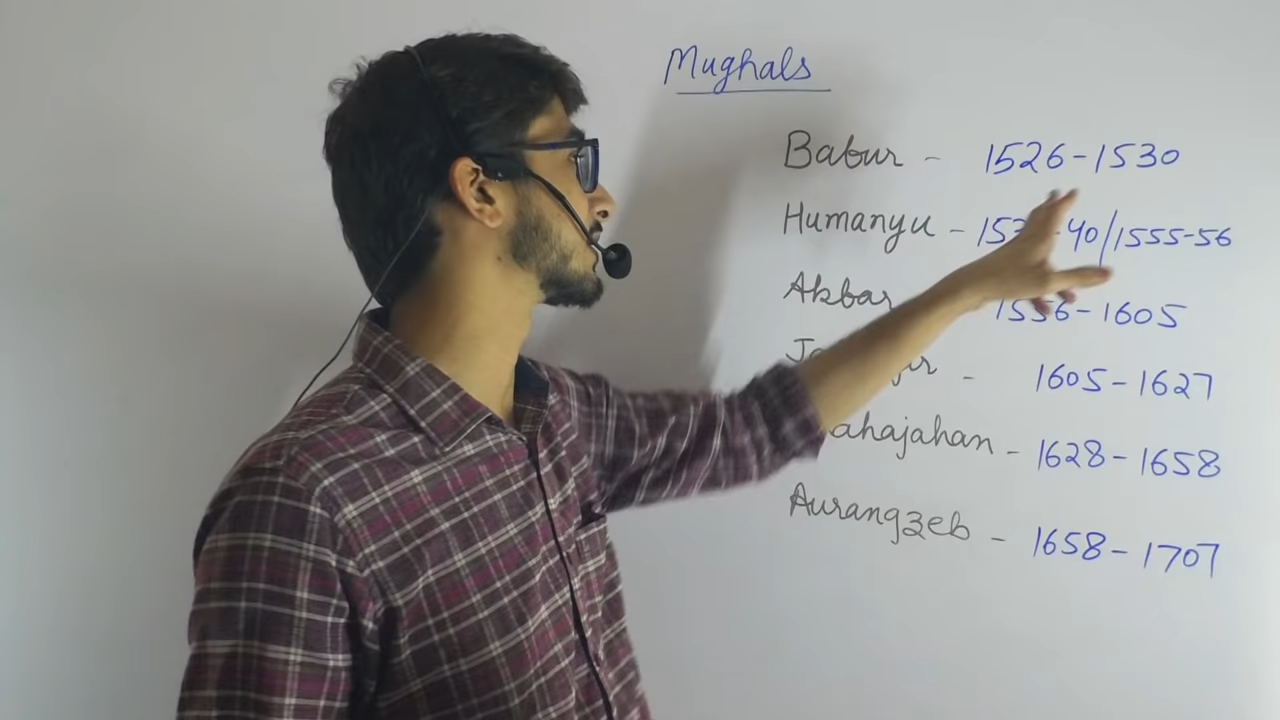 Mughals
Babur - 1526-1530
Humanyu - -40/1555-56
Akbar 1556-1605
- 1605-1627
- 1628-1658
Aurangzeb - 1658-1707